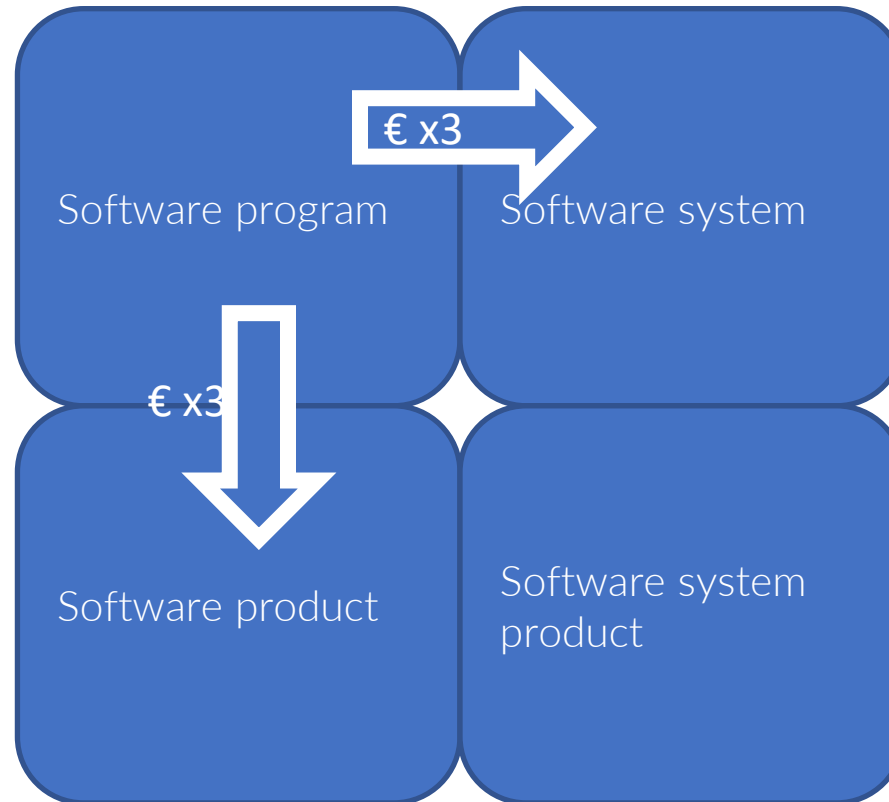 € x3
Software program
Software system
€ x3
Software product
Software system
product